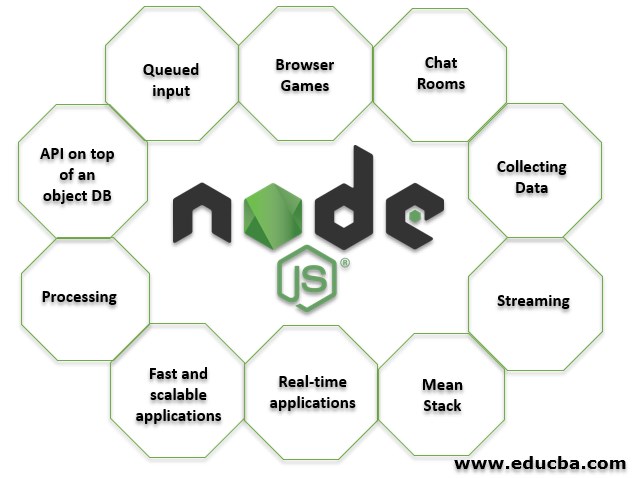 Queued
input
Browser
Games
Chat
Rooms
API on top
of an
object DB
Collecting
Data
node
JS®
Processing
Streaming
Fast and
scalable
applications
Real-time
applications
Mean
Stack
www.educba.com